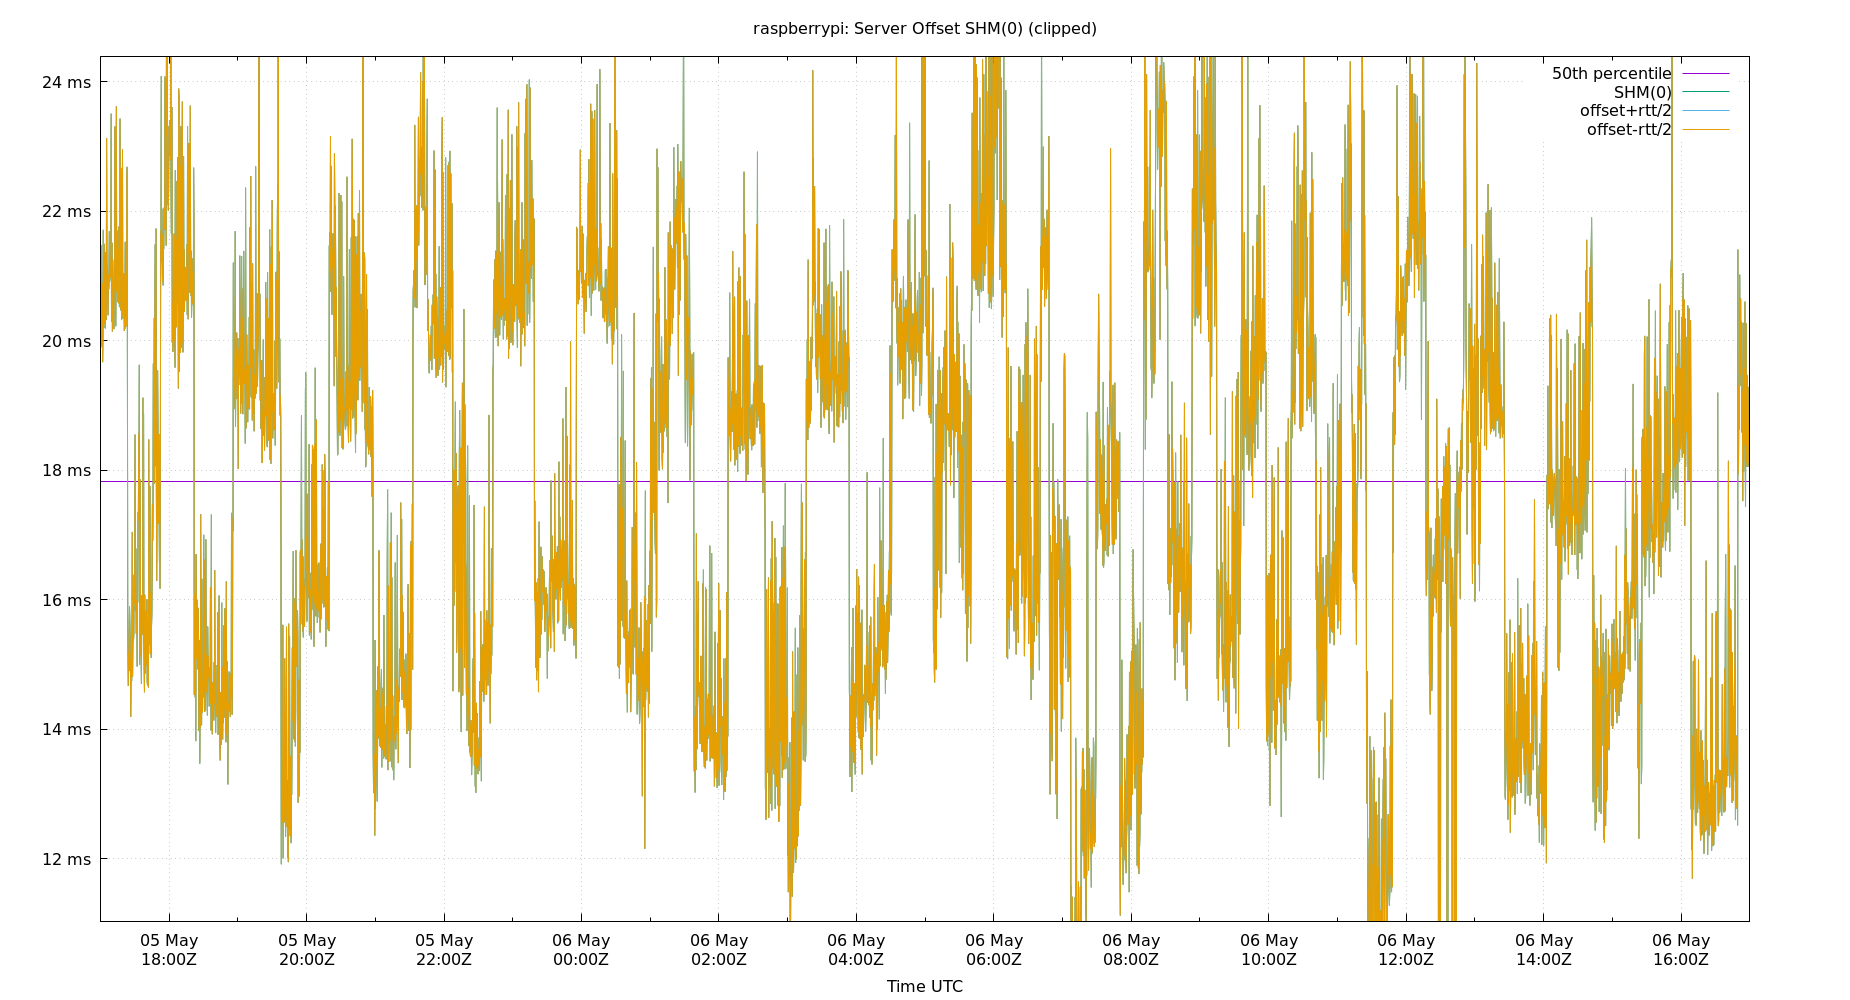 raspberrypi: Server Offset SHM(0) (clipped)
50th percentile
SHM(0)
offset+rtt/2
offset-rtt/2
24 ms
22 ms
20 ms
18 ms
16 ms
14 ms
12 ms
05 May 05 May 05 May 06 May 06 May 06 May 06 May 06 May 06 May 06 May 06 May 06 May
18:00Z 20:00Z 22:00Z 00:00Z 02:00Z 04:00Z 06:00Z 08:00Z 10:00Z 12:00Z 14:00Z 16:00Z
Time UTC